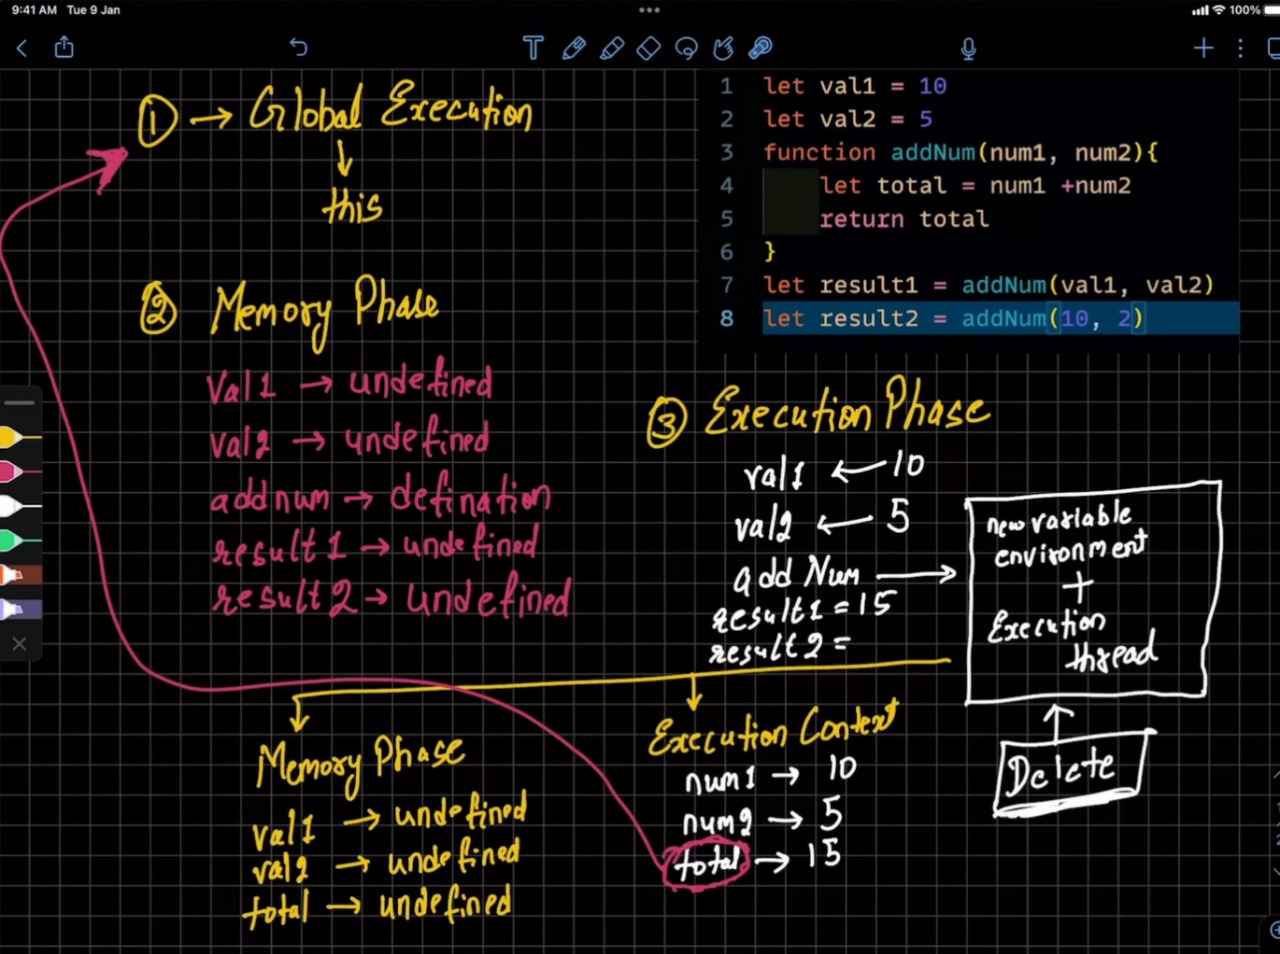 9:41 AM Tue 9 Jan
100%
① → Global Execution
↓
this
② Memory Phase
Val1 → undefined
val2 → undefined
addnum → defination
result1 → undefined
result2 → undefined
1 let val1 = 10
2 let val2 = 5
3 function addNum(num1, num2){
4 let total = num1 +num2
5 return total
6 }
7 let result1 = addNum(val1, val2)
8 let result2 = addNum(10, 2)
③ Execution Phase
val1 ← 10
val2 ← 5
add Num →
result1 = 15
result2 =
new variable
environment
+
Execution
thread
Delete
Memory Phase
val1 → undefined
val2 → undefined
total → undefined
Execution Context
num1 → 10
num2 → 5
total → 15